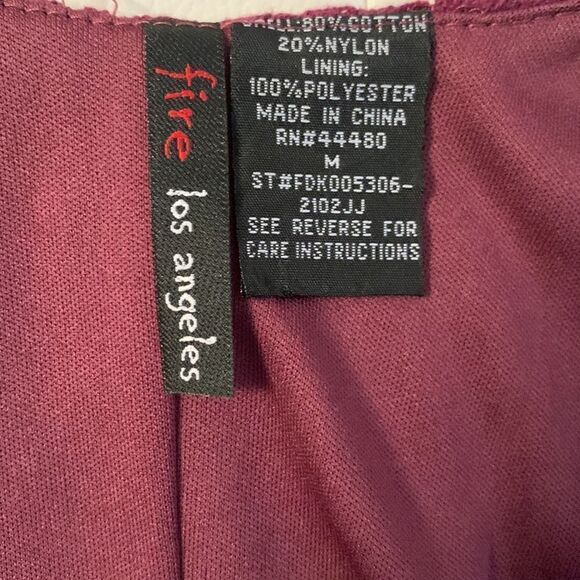 fire los angeles
SHELL:80%COTTON
20%NYLON
LINING:
100%POLYESTER
MADE IN CHINA
RN#44480
M
ST#FDK005306-
2102JJ
SEE REVERSE FOR
CARE INSTRUCTIONS